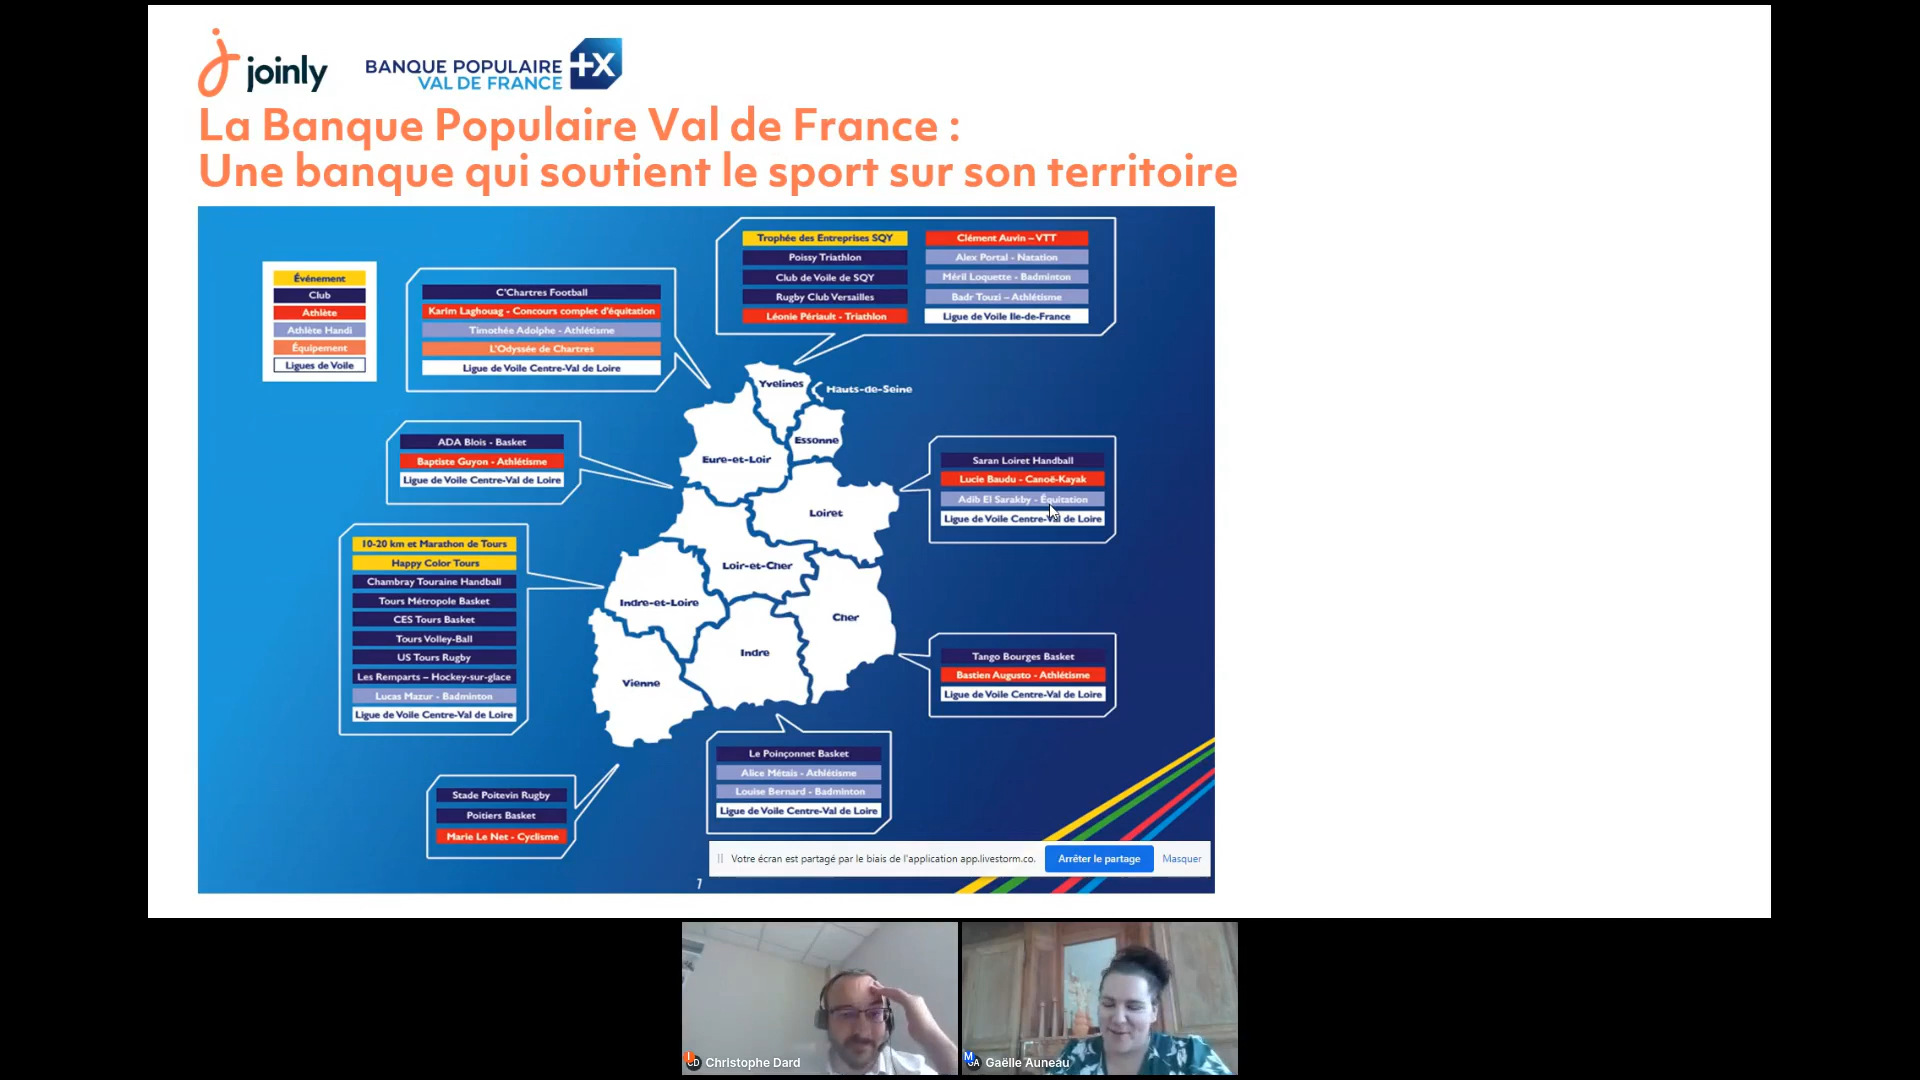 joinly
BANQUE POPULAIRE
VAL DE FRANCE
+X
La Banque Populaire Val de France :
Une banque qui soutient le sport sur son territoire
Événement
Club
Athlète
Athlète Handi
Équipement
Ligues de Voile
C'Chartres Football
Karim Laghouag - Concours complet d'équitation
Timothée Adolphe - Athlétisme
L'Odyssée de Chartres
Ligue de Voile Centre-Val de Loire
Trophée des Entreprises SQY
Poissy Triathlon
Club de Voile de SQY
Rugby Club Versailles
Léonie Périault - Triathlon
Clément Auvin – VTT
Alex Portal - Natation
Méril Loquette - Badminton
Badr Touzi – Athlétisme
Ligue de Voile Ile-de-France
ADA Blois - Basket
Baptiste Guyon - Athlétisme
Ligue de Voile Centre-Val de Loire
Yvelines
Hauts-de-Seine
Essonne
Eure-et-Loir
Loiret
Loir-et-Cher
Indre-et-Loire
Cher
Indre
Vienne
Saran Loiret Handball
Lucie Baudu - Canoë-Kayak
Adib El Sarakby - Équitation
Ligue de Voile Centre-Val de Loire
10-20 km et Marathon de Tours
Happy Color Tours
Chambray Touraine Handball
Tours Métropole Basket
CES Tours Basket
Tours Volley-Ball
US Tours Rugby
Les Remparts – Hockey-sur-glace
Lucas Mazur - Badminton
Ligue de Voile Centre-Val de Loire
Tango Bourges Basket
Bastien Augusto - Athlétisme
Ligue de Voile Centre-Val de Loire
Le Poinçonnet Basket
Alice Métais - Athlétisme
Louise Bernard - Badminton
Ligue de Voile Centre-Val de Loire
Stade Poitevin Rugby
Poitiers Basket
Marie Le Net - Cyclisme
7
Votre écran est partagé par le biais de l'application app.livestorm.co.
Arrêter le partage
Masquer
CD Christophe Dard
M GA Gaëlle Auneau